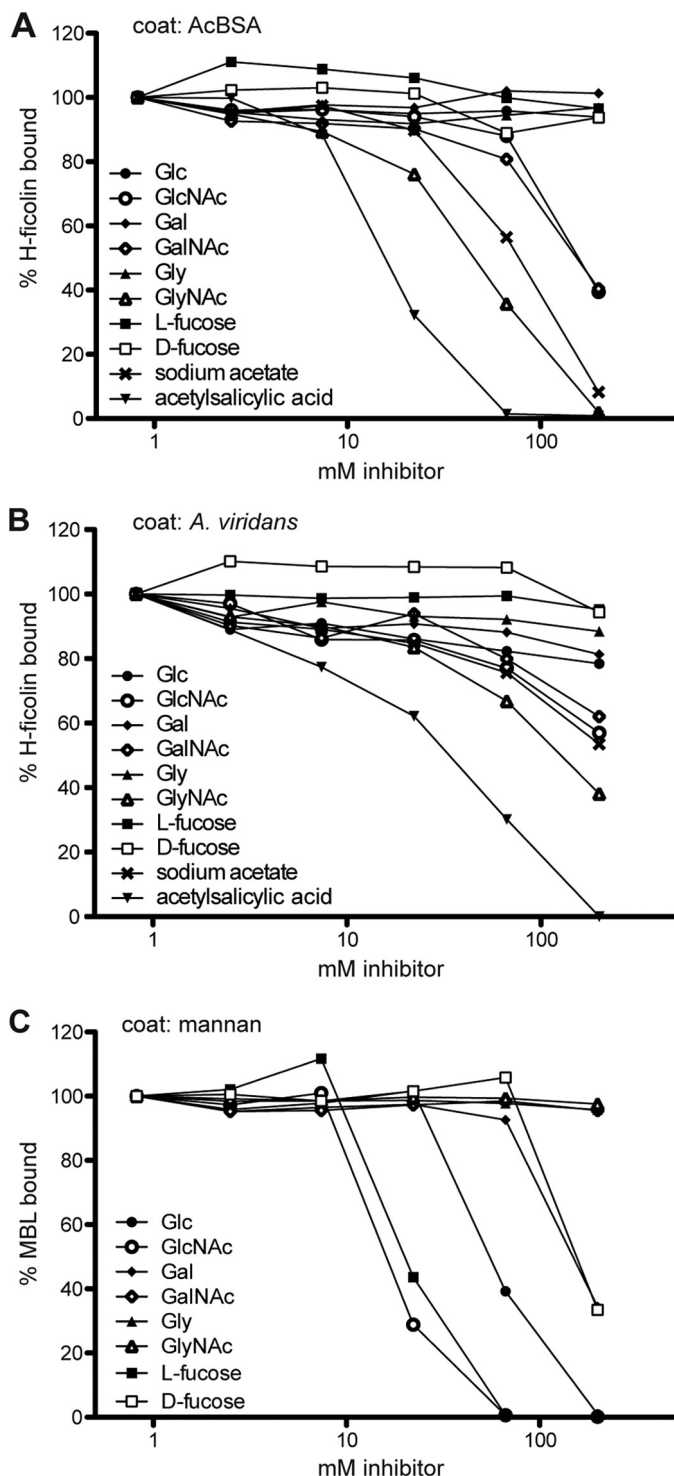 A
coat: AcBSA
120
100
80
60
40
20
0
% H-ficolin bound
Glc
GlcNAc
Gal
GalNAc
Gly
GlyNAc
L-fucose
D-fucose
sodium acetate
acetylsalicylic acid
1
10
100
mM inhibitor
B
coat: A. viridans
120
100
80
60
40
20
0
% H-ficolin bound
Glc
GlcNAc
Gal
GalNAc
Gly
GlyNAc
L-fucose
D-fucose
sodium acetate
acetylsalicylic acid
1
10
100
mM inhibitor
C
coat: mannan
120
100
80
60
40
20
0
% MBL bound
Glc
GlcNAc
Gal
GalNAc
Gly
GlyNAc
L-fucose
D-fucose
1
10
100
mM inhibitor